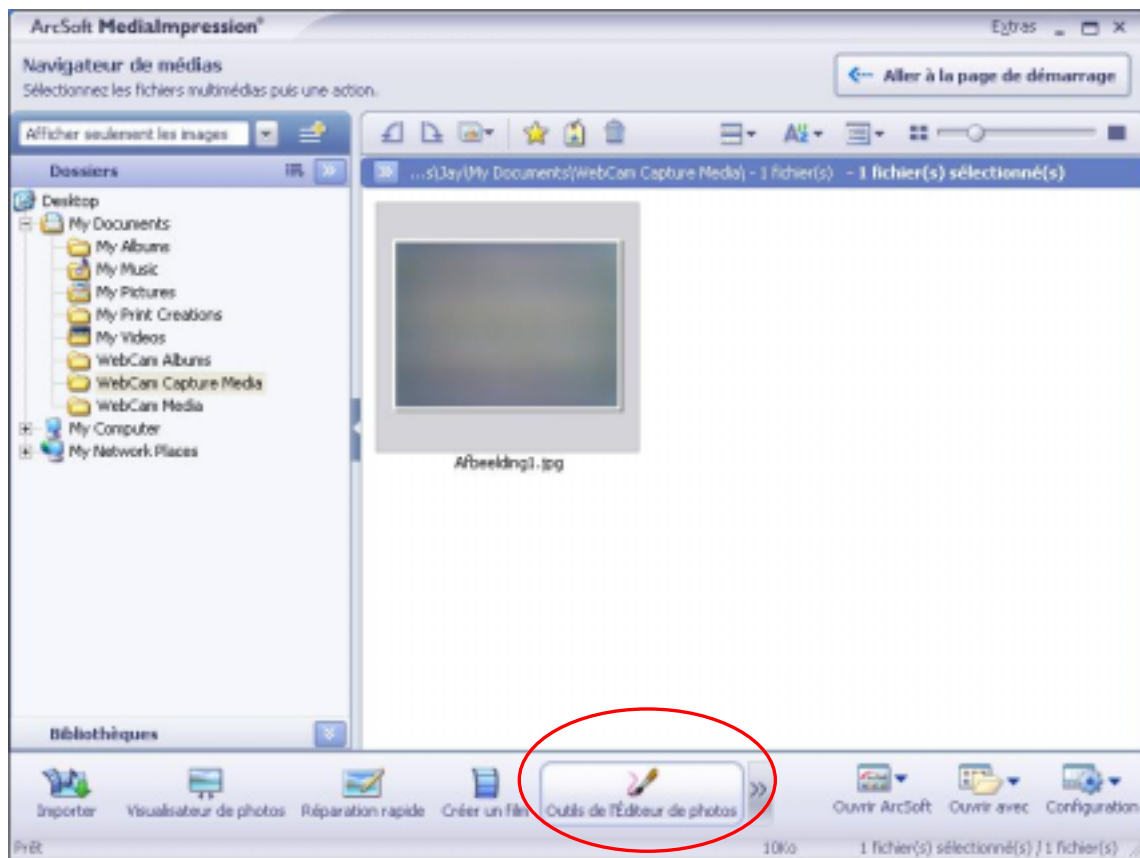 ArcSoft MediaImpression®
Extras
Navigateur de médias
Sélectionnez les fichiers multimédias puis une action.
Aller à la page de démarrage
Afficher seulement les images
Dossiers
...s\Jay\My Documents\WebCam Capture Media\ - 1 fichier(s) - 1 fichier(s) sélectionné(s)
Desktop
My Documents
My Albums
My Music
My Pictures
My Print Creations
My Videos
WebCam Albums
WebCam Capture Media
WebCam Media
My Computer
My Network Places
Afbeelding1.jpg
Bibliothèques
Importer
Visualisateur de photos
Réparation rapide
Créer un film
Outils de l'Éditeur de photos
Ouvrir ArcSoft
Ouvrir avec
Configuration
Prêt
10Ko
1 fichier(s) sélectionné(s) / 1 fichier(s)